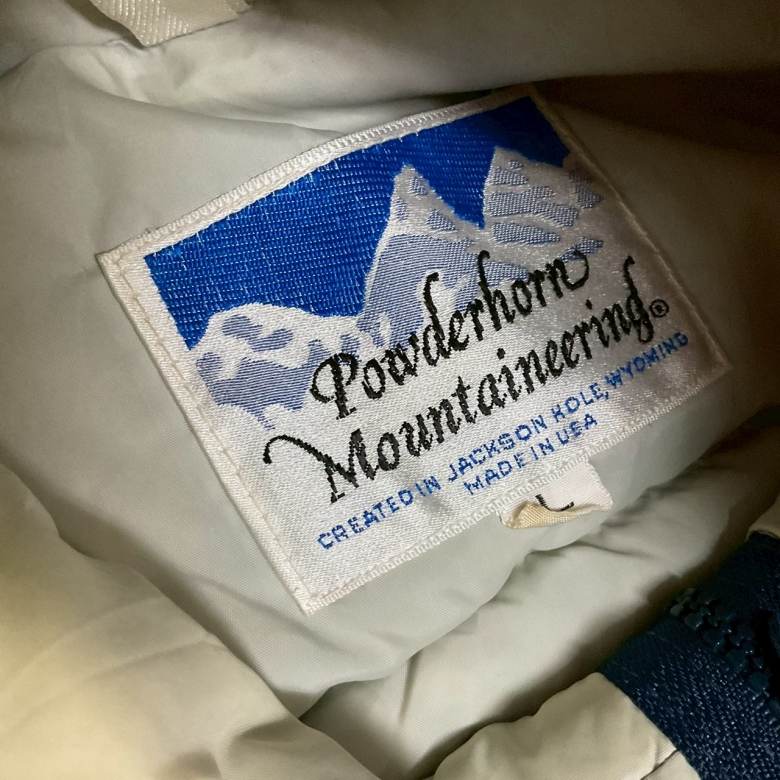 Powderhorn
Mountaineering®
CREATED IN JACKSON HOLE, WYOMING
MADE IN USA
L